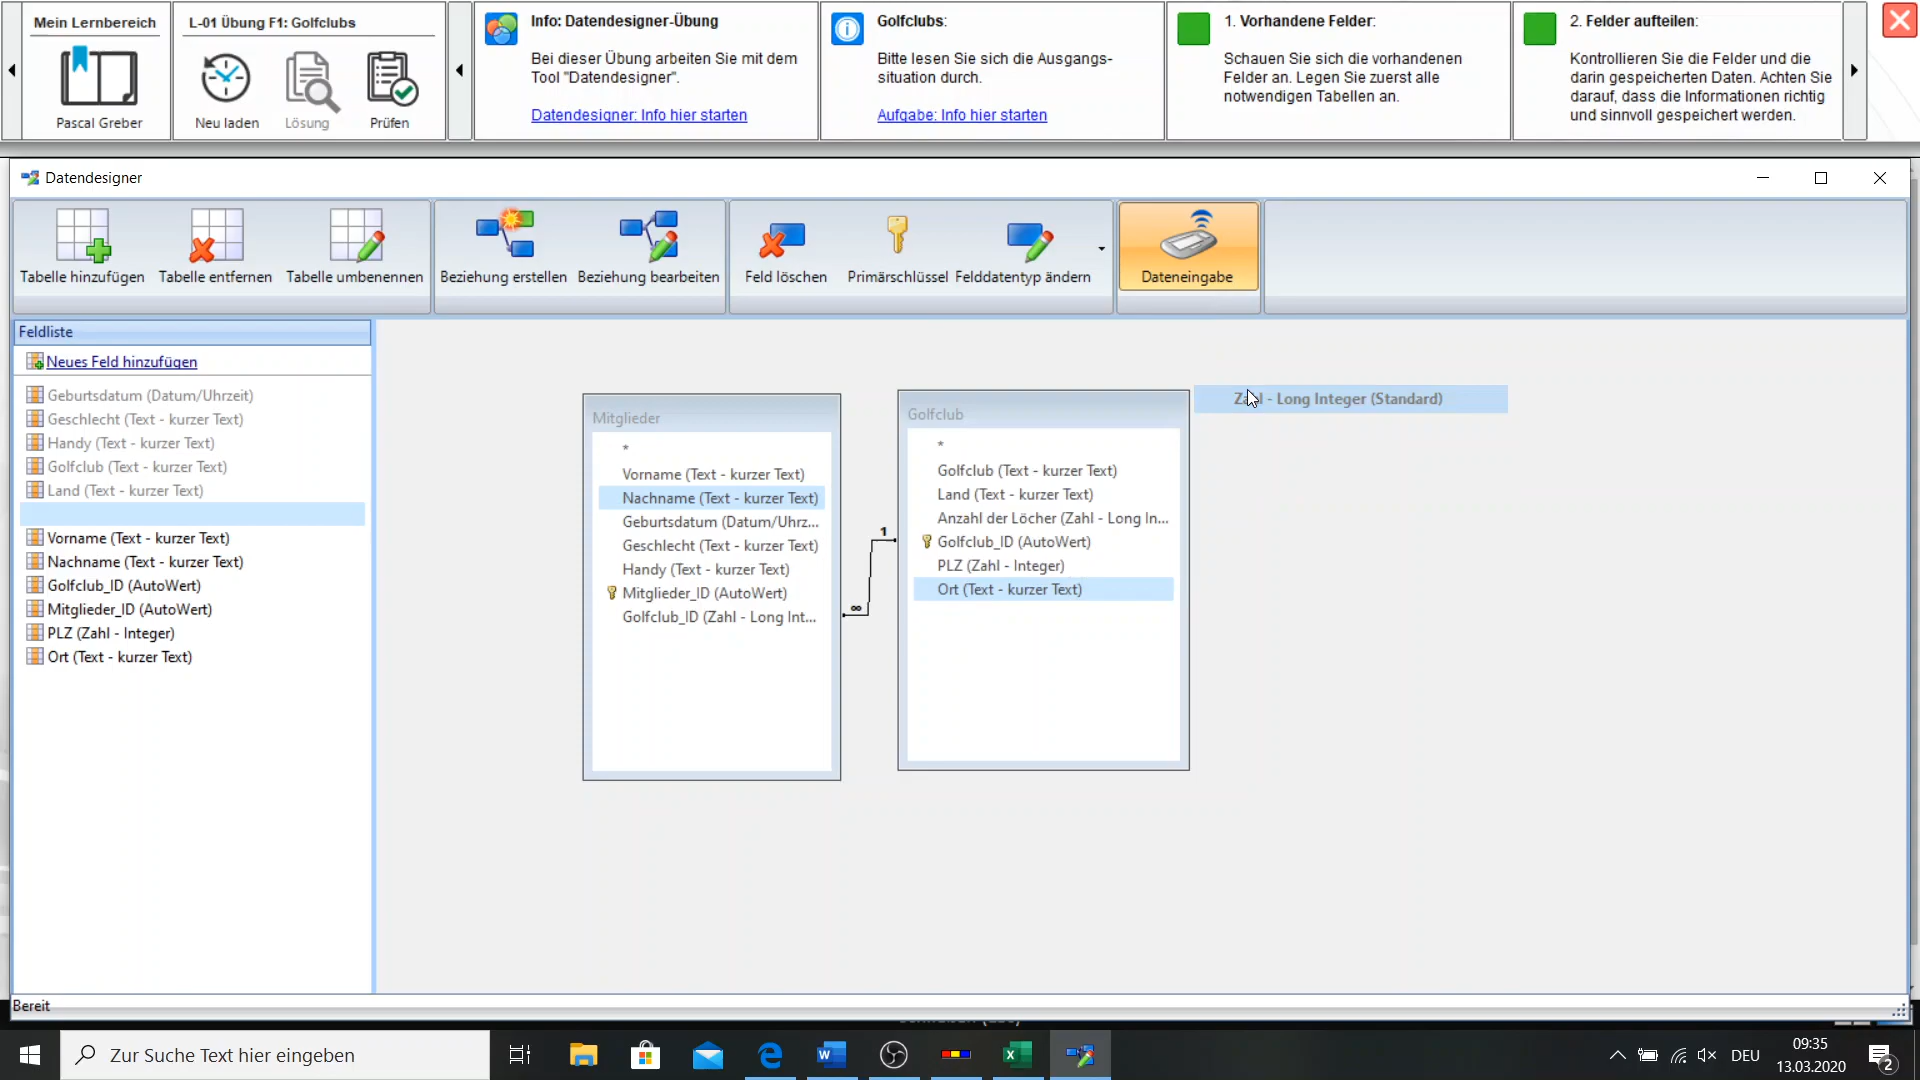 Mein Lernbereich
Pascal Greber
L-01 Übung F1: Golfclubs
Neu laden
Lösung
Prüfen
Info: Datendesigner-Übung
Bei dieser Übung arbeiten Sie mit dem
Tool "Datendesigner".
Datendesigner: Info hier starten
Golfclubs:
Bitte lesen Sie sich die Ausgangs-
situation durch.
Aufgabe: Info hier starten
1. Vorhandene Felder:
Schauen Sie sich die vorhandenen
Felder an. Legen Sie zuerst alle
notwendigen Tabellen an.
2. Felder aufteilen:
Kontrollieren Sie die Felder und die
darin gespeicherten Daten. Achten Sie
darauf, dass die Informationen richtig
und sinnvoll gespeichert werden.
Datendesigner
Tabelle hinzufügen
Tabelle entfernen
Tabelle umbenennen
Beziehung erstellen
Beziehung bearbeiten
Feld löschen
Primärschlüssel
Felddatentyp ändern
Dateneingabe
Feldliste
Neues Feld hinzufügen
Geburtsdatum (Datum/Uhrzeit)
Geschlecht (Text - kurzer Text)
Handy (Text - kurzer Text)
Golfclub (Text - kurzer Text)
Land (Text - kurzer Text)
Vorname (Text - kurzer Text)
Nachname (Text - kurzer Text)
Golfclub_ID (AutoWert)
Mitglieder_ID (AutoWert)
PLZ (Zahl - Integer)
Ort (Text - kurzer Text)
Mitglieder
*
Vorname (Text - kurzer Text)
Nachname (Text - kurzer Text)
Geburtsdatum (Datum/Uhrz...
Geschlecht (Text - kurzer Text)
Handy (Text - kurzer Text)
Mitglieder_ID (AutoWert)
Golfclub_ID (Zahl - Long Int...
1
∞
Golfclub
*
Golfclub (Text - kurzer Text)
Land (Text - kurzer Text)
Anzahl der Löcher (Zahl - Long In...
Golfclub_ID (AutoWert)
PLZ (Zahl - Integer)
Ort (Text - kurzer Text)
Zahl - Long Integer (Standard)
Bereit
Zur Suche Text hier eingeben
DEU
09:35
13.03.2020
2